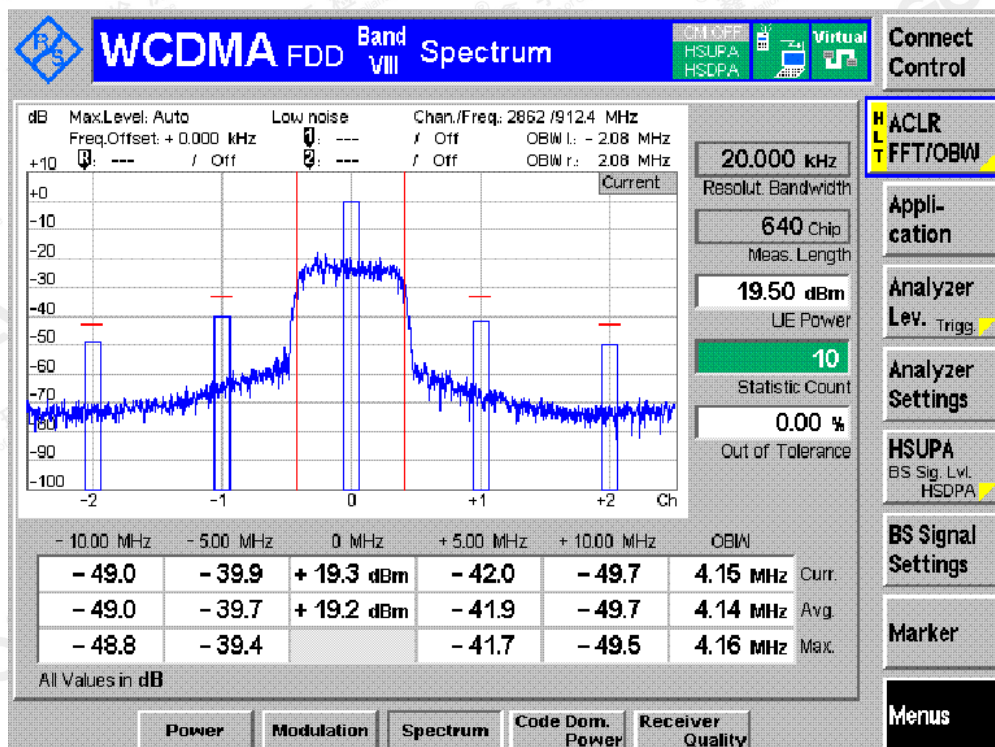 R S
WCDMA FDD Band VIII Spectrum
CM OFF
HSUPA
HSDPA
Virtual
Connect Control
dB Max.Level: Auto Low noise Chan./Freq.: 2862 /912.4 MHz
Freq.Offset: + 0.000 kHz 1: --- / Off OBW l.: - 2.08 MHz
R: --- / Off 2: --- / Off OBW r.: 2.08 MHz
Current
+10
+0
-10
-20
-30
-40
-50
-60
-70
-80
-90
-100
-2 -1 0 +1 +2 Ch
20.000 kHz
Resolut. Bandwidth
640 Chip
Meas. Length
19.50 dBm
UE Power
10
Statistic Count
0.00 %
Out of Tolerance
HLT
ACLR FFT/OBW
Appli-
cation
Analyzer
Lev. Trigg.
Analyzer
Settings
HSUPA
BS Sig. Lvl.
HSDPA
BS Signal
Settings
Marker
Menus
- 10.00 MHz - 5.00 MHz 0 MHz + 5.00 MHz + 10.00 MHz OBW
- 49.0 - 39.9 + 19.3 dBm - 42.0 - 49.7 4.15 MHz Curr.
- 49.0 - 39.7 + 19.2 dBm - 41.9 - 49.7 4.14 MHz Avg.
- 48.8 - 39.4 - 41.7 - 49.5 4.16 MHz Max.
All Values in dB
Power
Modulation
Spectrum
Code Dom.
Power
Receiver
Quality